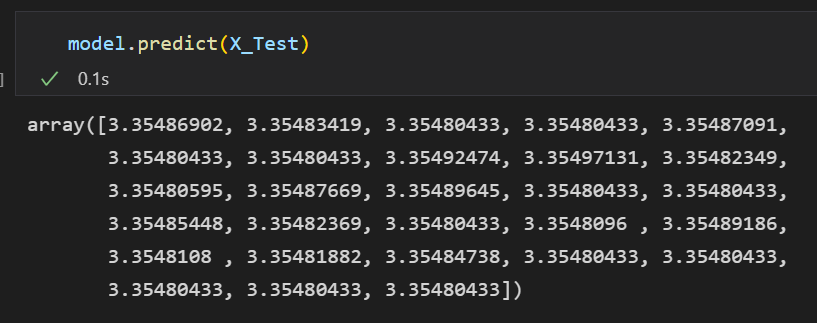 model.predict(X_Test)
] 0.1s
array([3.35486902, 3.35483419, 3.35480433, 3.35480433, 3.35487091,
3.35480433, 3.35480433, 3.35492474, 3.35497131, 3.35482349,
3.35480595, 3.35487669, 3.35489645, 3.35480433, 3.35480433,
3.35485448, 3.35482369, 3.35480433, 3.3548096 , 3.35489186,
3.3548108 , 3.35481882, 3.35484738, 3.35480433, 3.35480433,
3.35480433, 3.35480433, 3.35480433])